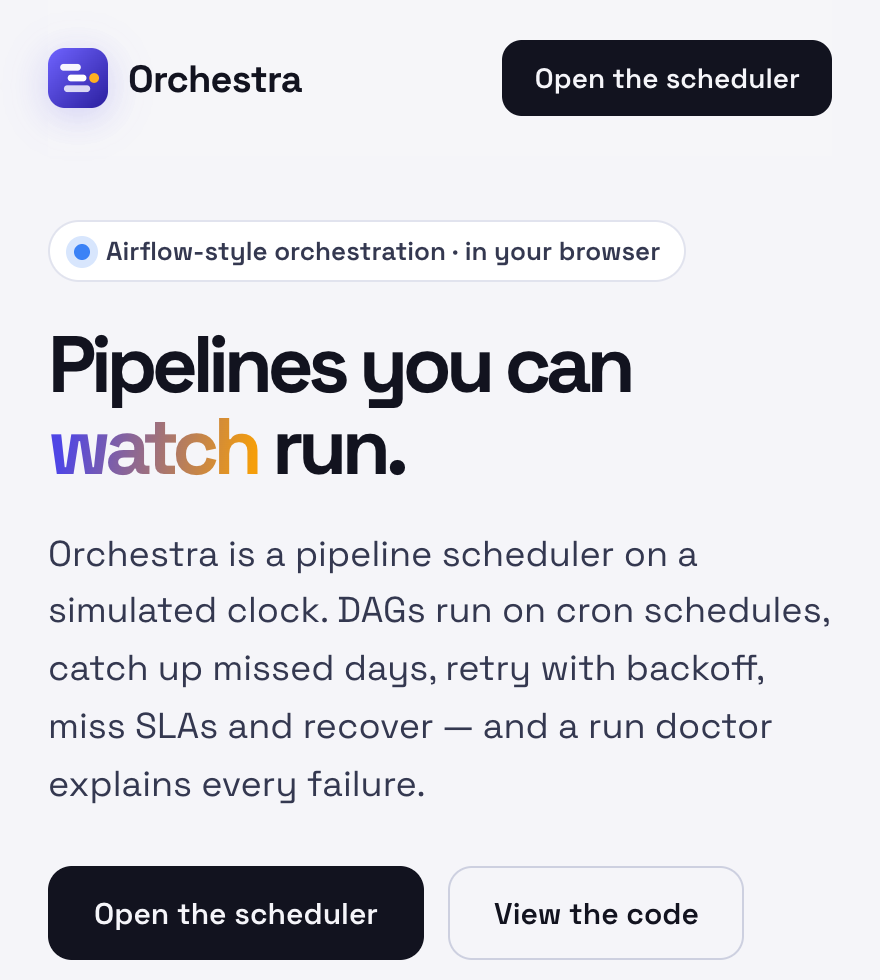 Orchestra
Open the scheduler
Airflow-style orchestration · in your browser
Pipelines you can
watch run.
Orchestra is a pipeline scheduler on a
simulated clock. DAGs run on cron schedules,
catch up missed days, retry with backoff,
miss SLAs and recover — and a run doctor
explains every failure.
Open the scheduler
View the code